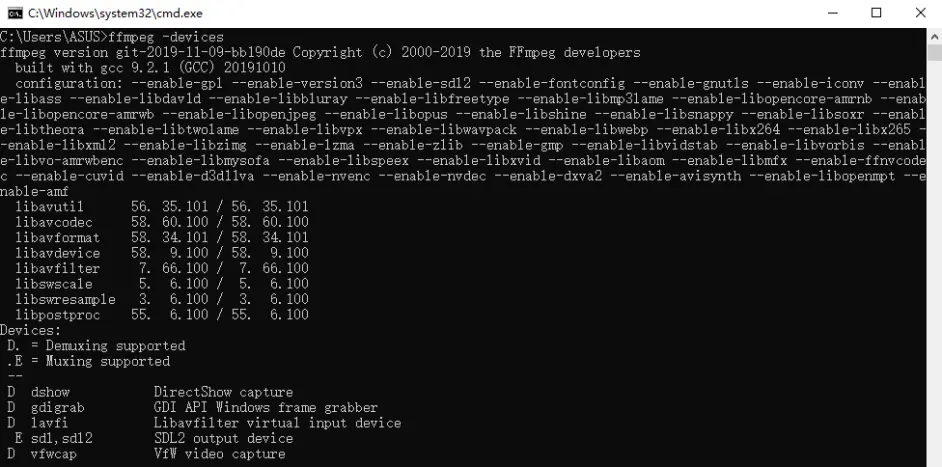 C:\Windows\system32\cmd.exe
C:\Users\ASUS>ffmpeg -devices
ffmpeg version git-2019-11-09-bb190de Copyright (c) 2000-2019 the FFmpeg developers
built with gcc 9.2.1 (GCC) 20191010
configuration: --enable-gpl --enable-version3 --enable-sdl2 --enable-fontconfig --enable-gnutls --enable-iconv --enabl
e-libass --enable-libdav1d --enable-libbluray --enable-libfreetype --enable-libmp3lame --enable-libopencore-amrnb --enab
le-libopencore-amrwb --enable-libopenjpeg --enable-libopus --enable-libshine --enable-libsnappy --enable-libsoxr --enabl
e-libtheora --enable-libtwolame --enable-libvpx --enable-libwavpack --enable-libwebp --enable-libx264 --enable-libx265 -
-enable-libxml2 --enable-libzimg --enable-lzma --enable-zlib --enable-gmp --enable-libvidstab --enable-libvorbis --enabl
e-libvo-amrwbenc --enable-libmysofa --enable-libspeex --enable-libxvid --enable-libaom --enable-libmfx --enable-ffnvcode
c --enable-cuvid --enable-d3d11va --enable-nvenc --enable-nvdec --enable-dxva2 --enable-avisynth --enable-libopenmpt --e
nable-amf
libavutil 56. 35.101 / 56. 35.101
libavcodec 58. 60.100 / 58. 60.100
libavformat 58. 34.101 / 58. 34.101
libavdevice 58. 9.100 / 58. 9.100
libavfilter 7. 66.100 / 7. 66.100
libswscale 5. 6.100 / 5. 6.100
libswresample 3. 6.100 / 3. 6.100
libpostproc 55. 6.100 / 55. 6.100
Devices:
D. = Demuxing supported
.E = Muxing supported
--
D dshow DirectShow capture
D gdigrab GDI API Windows frame grabber
D lavfi Libavfilter virtual input device
E sdl,sdl2 SDL2 output device
D vfwcap VfW video capture